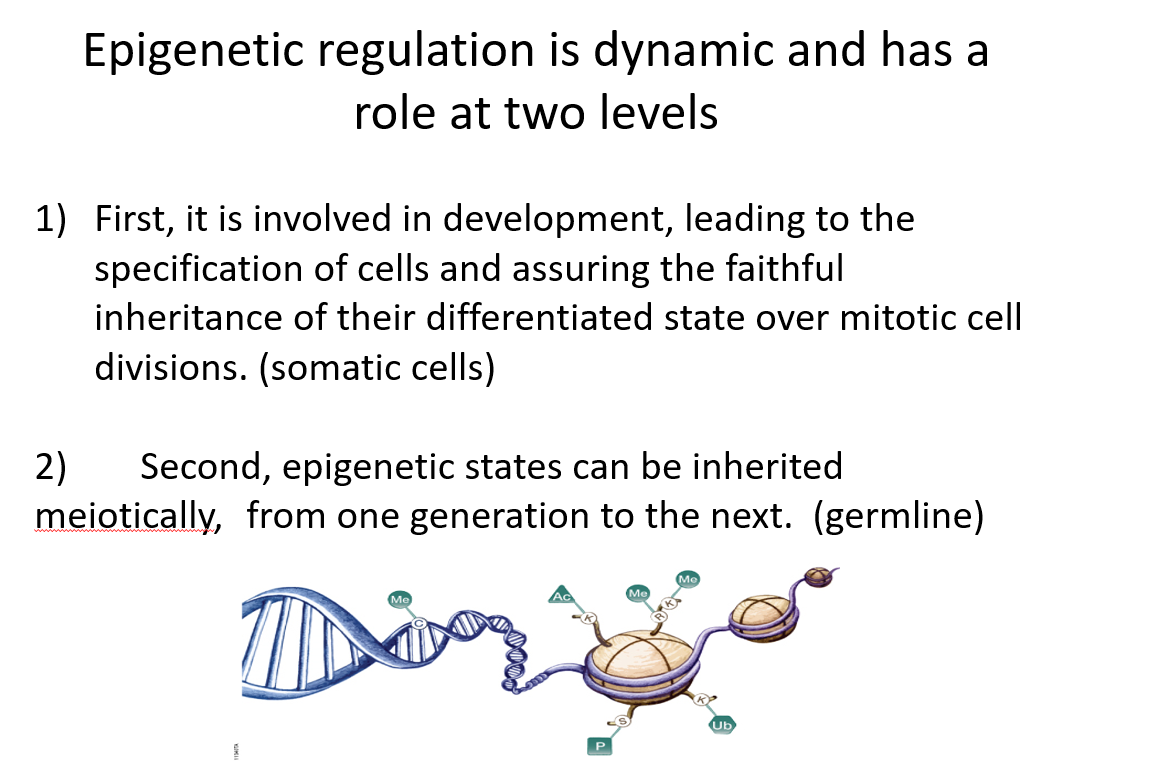 Epigenetic regulation is dynamic and has a
role at two levels
1) First, it is involved in development, leading to the
specification of cells and assuring the faithful
inheritance of their differentiated state over mitotic cell
divisions. (somatic cells)
2) Second, epigenetic states can be inherited
meiotically, from one generation to the next. (germline)
Me
C
Ac
K
Me
R
Me
K
K
Ub
S
P